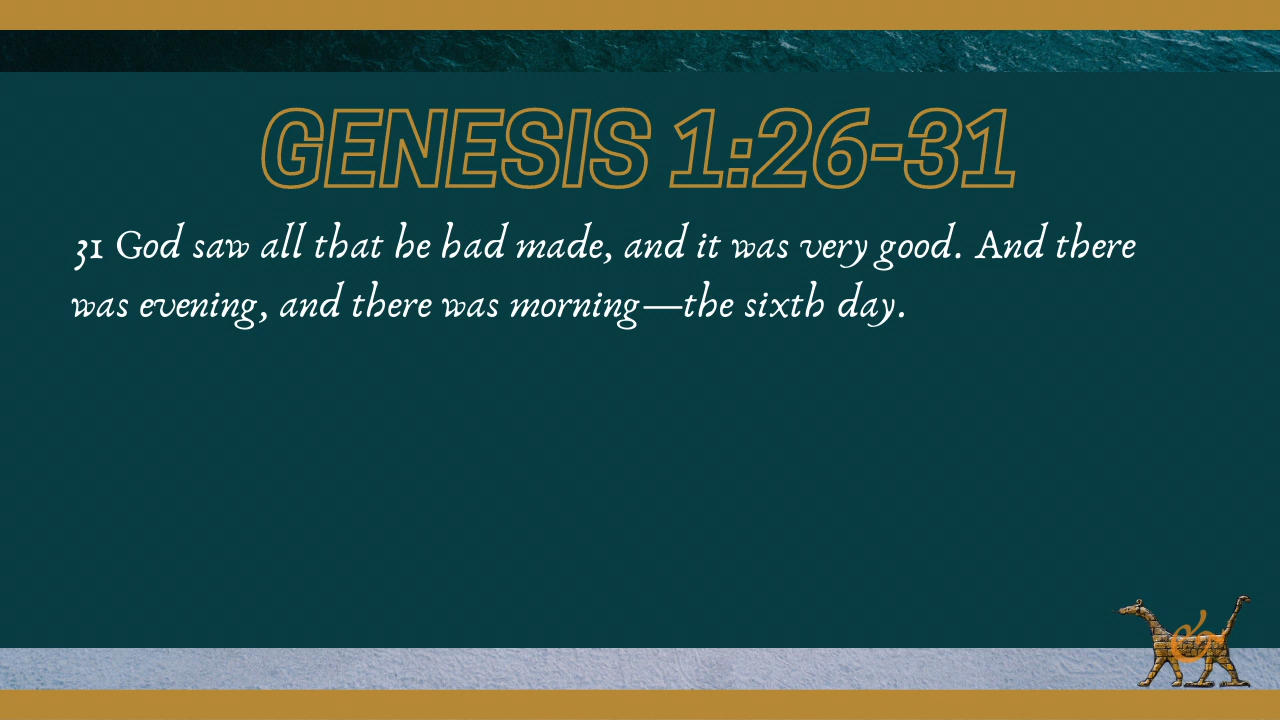 GENESIS 1:26-31
31 God saw all that he had made, and it was very good. And there
was evening, and there was morning—the sixth day.